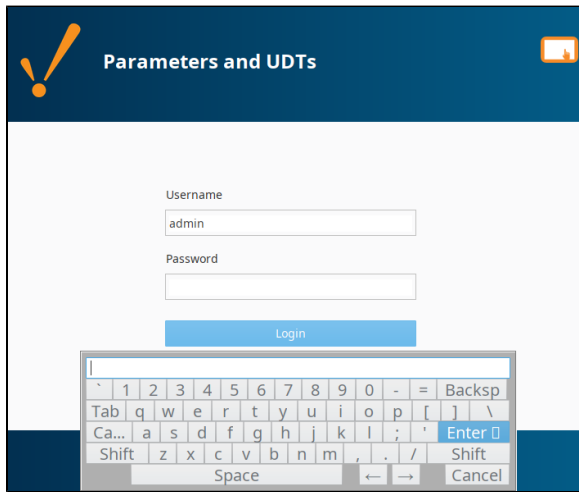 Parameters and UDTs
Username
admin
Password
Login
` 1 2 3 4 5 6 7 8 9 0 - = Backsp
Tab q w e r t y u i o p [ ] \
Ca... a s d f g h j k l ; ' Enter ▯
Shift z x c v b n m , . / Shift
Space ← → Cancel